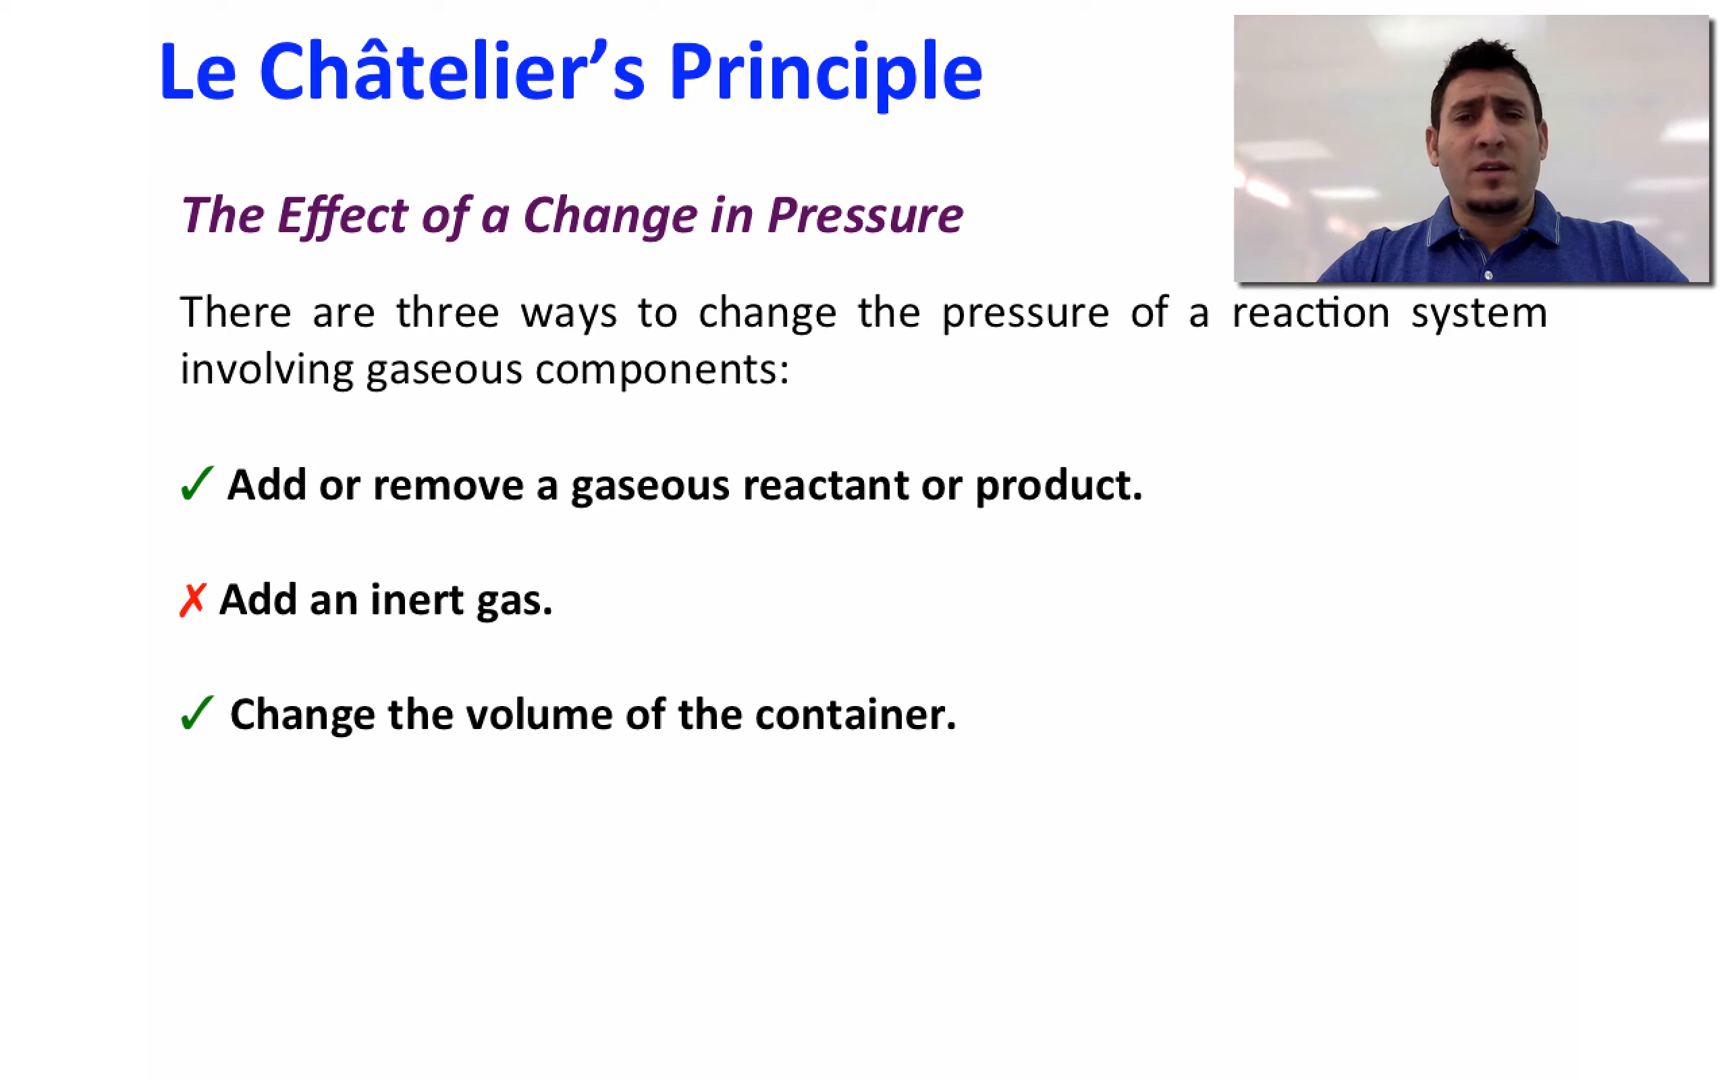 Le Châtelier’s Principle
The Effect of a Change in Pressure
There are three ways to change the pressure of a reaction system
involving gaseous components:
✓ Add or remove a gaseous reactant or product.
✗ Add an inert gas.
✓ Change the volume of the container.